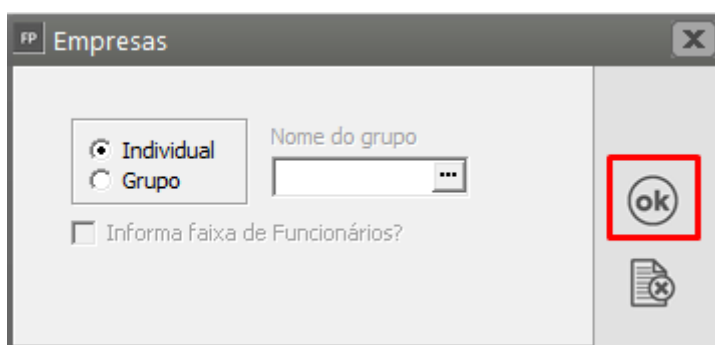 FP Empresas
Individual
Grupo
Nome do grupo
...
Informa faixa de Funcionários?
ok